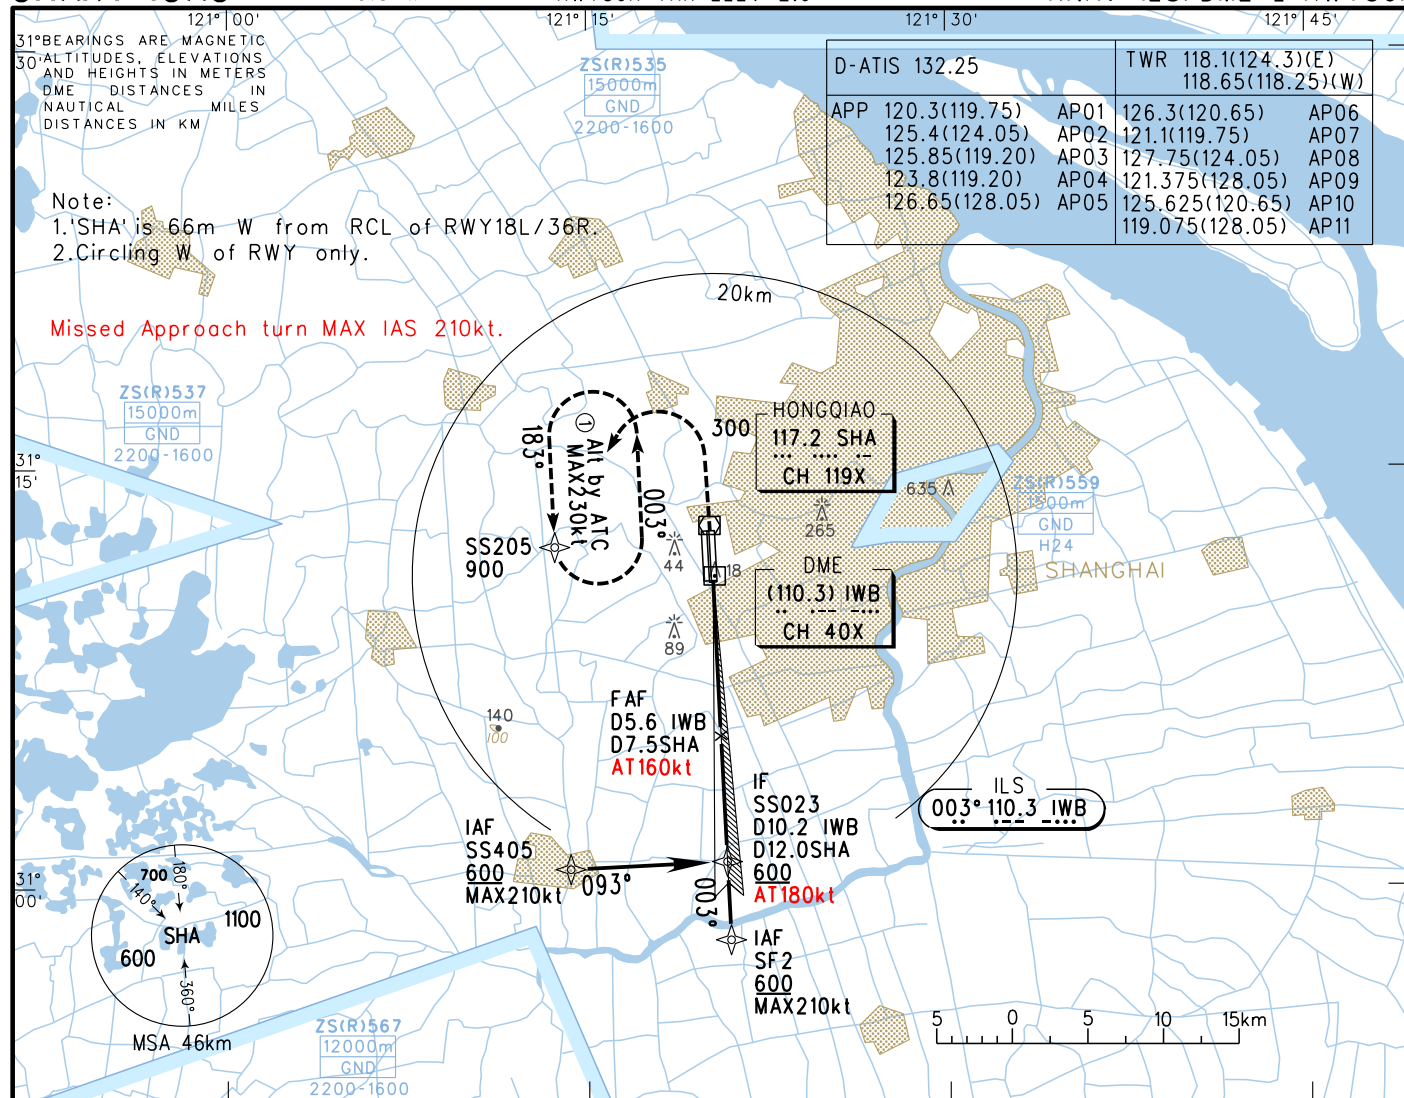 121° 00'
121° 15'
121° 30'
121° 45'
31°
30'
BEARINGS ARE MAGNETIC
ALTITUDES, ELEVATIONS
AND HEIGHTS IN METERS
DME DISTANCES IN
NAUTICAL MILES
DISTANCES IN KM
ZS(R)535
15000m
GND
2200-1600
D-ATIS 132.25
TWR 118.1(124.3)(E)
118.65(118.25)(W)
APP 120.3(119.75) AP01
125.4(124.05) AP02
125.85(119.20) AP03
123.8(119.20) AP04
126.65(128.05) AP05
126.3(120.65) AP06
121.1(119.75) AP07
127.75(124.05) AP08
121.375(128.05) AP09
125.625(120.65) AP10
119.075(128.05) AP11
Note:
1.'SHA' is 66m W from RCL of RWY18L/36R.
2.Circling W of RWY only.
Missed Approach turn MAX IAS 210kt.
20km
ZS(R)537
15000m
GND
2200-1600
31°
15'
183°
① Alt by ATC
MAX230kt
003°
300
HONGQIAO
117.2 SHA
CH 119X
635
ZS(R)559
1500m
GND
H24
265
SS205
900
44
18
DME
(110.3) IWB
CH 40X
SHANGHAI
89
140
100
FAF
D5.6 IWB
D7.5SHA
AT160kt
IF
SS023
D10.2 IWB
D12.0SHA
600
AT180kt
ILS
003° 110.3 IWB
IAF
SS405
600
MAX210kt
093°
003°
31°
00'
700
180°
140°
1100
SHA
600
360°
MSA 46km
IAF
SF2
600
MAX210kt
ZS(R)567
12000m
GND
2200-1600
5 0 5 10 15km